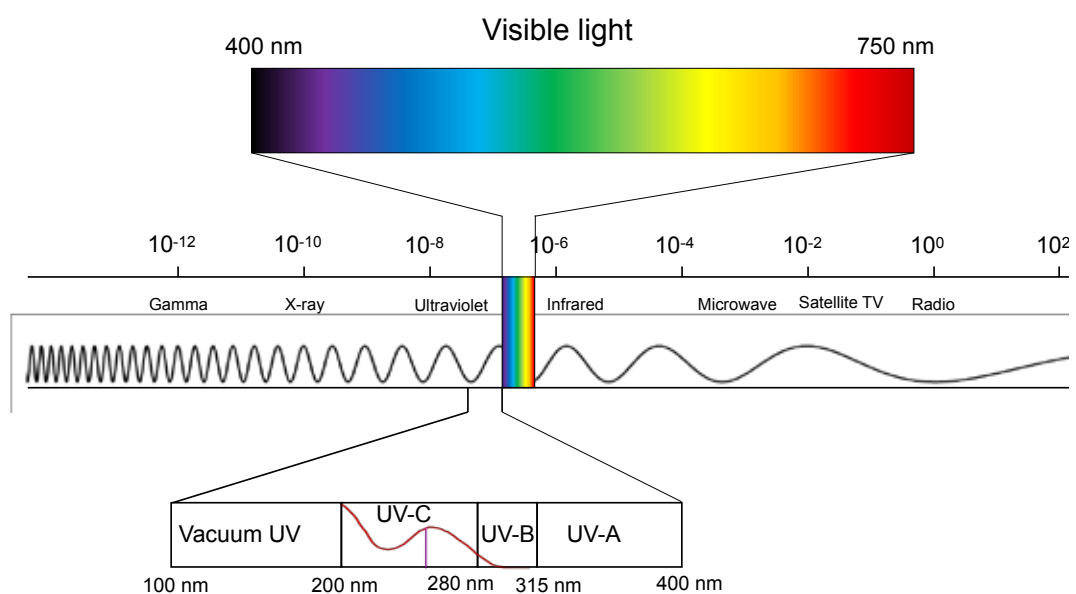 Visible light
400 nm 750 nm
10-12 10-10 10-8 10-6 10-4 10-2 100 102
Gamma X-ray Ultraviolet Infrared Microwave Satellite TV Radio
Vacuum UV UV-C UV-B UV-A
100 nm 200 nm 280 nm 315 nm 400 nm